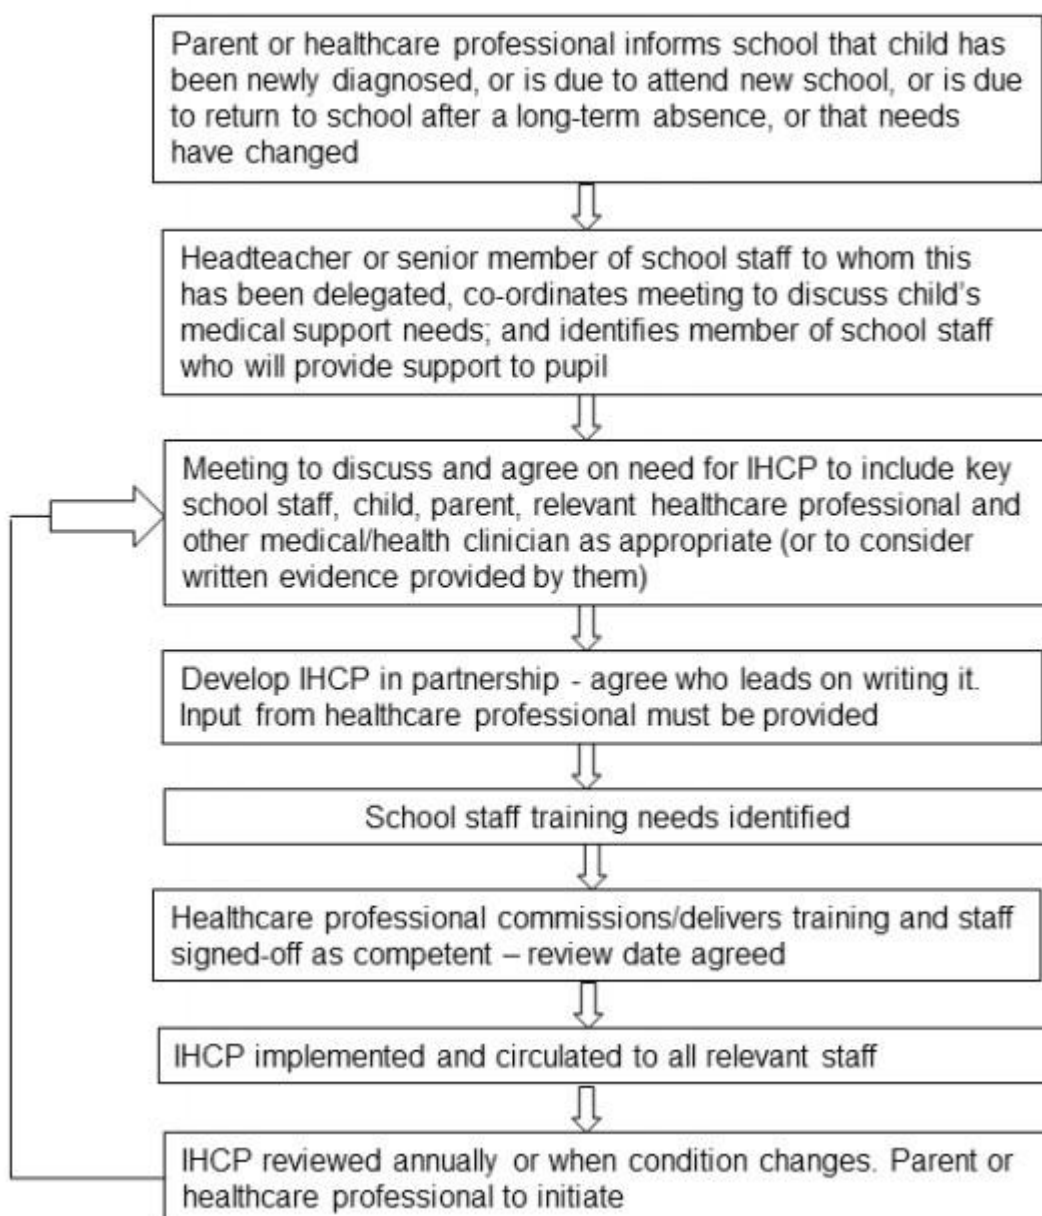 Parent or healthcare professional informs school that child has
been newly diagnosed, or is due to attend new school, or is due
to return to school after a long-term absence, or that needs
have changed
Headteacher or senior member of school staff to whom this
has been delegated, co-ordinates meeting to discuss child's
medical support needs; and identifies member of school staff
who will provide support to pupil
Meeting to discuss and agree on need for IHCP to include key
school staff, child, parent, relevant healthcare professional and
other medical/health clinician as appropriate (or to consider
written evidence provided by them)
Develop IHCP in partnership - agree who leads on writing it.
Input from healthcare professional must be provided
School staff training needs identified
Healthcare professional commissions/delivers training and staff
signed-off as competent – review date agreed
IHCP implemented and circulated to all relevant staff
IHCP reviewed annually or when condition changes. Parent or
healthcare professional to initiate